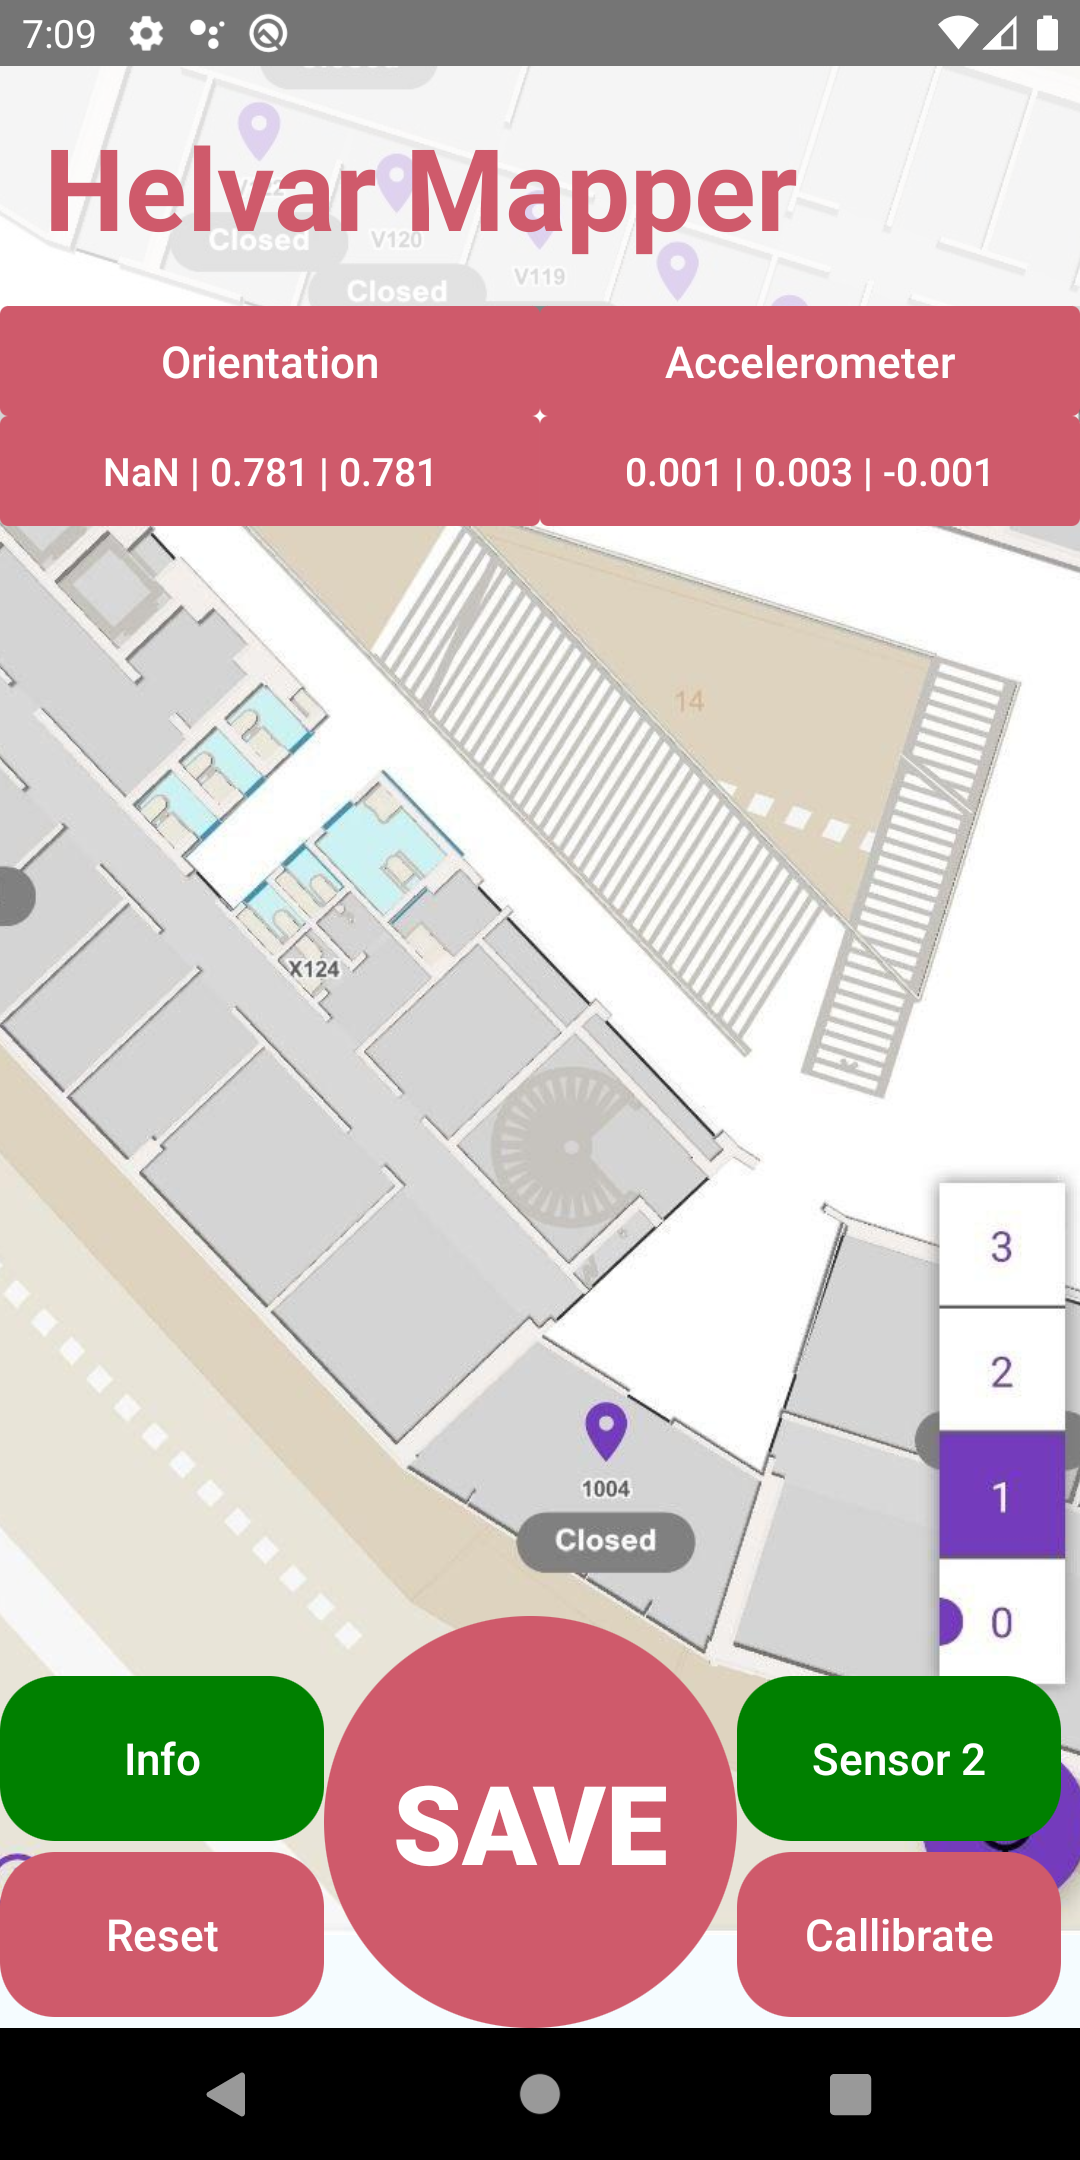 7:09
Helvar Mapper
Closed
V120
V119
Closed
Orientation
Accelerometer
NaN | 0.781 | 0.781
0.001 | 0.003 | -0.001
14
X124
3
2
1
0
1004
Closed
Info
SAVE
Sensor 2
Reset
Callibrate